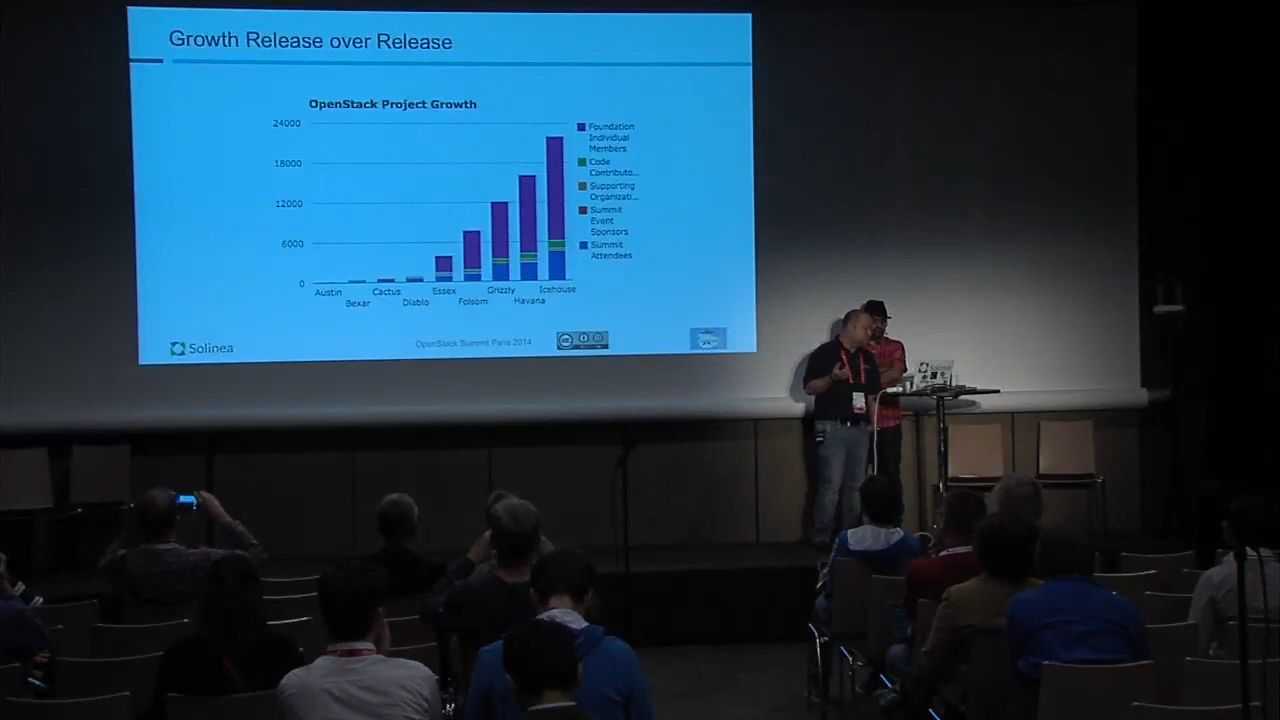 Growth Release over Release
OpenStack Project Growth
24000
18000
12000
6000
0
Austin
Bexar
Cactus
Diablo
Essex
Folsom
Grizzly
Havana
Icehouse
Foundation
Individual
Members
Code
Contributo...
Supporting
Organizati...
Summit
Event
Sponsors
Summit
Attendees
Solinea
OpenStack Summit Paris 2014
cc